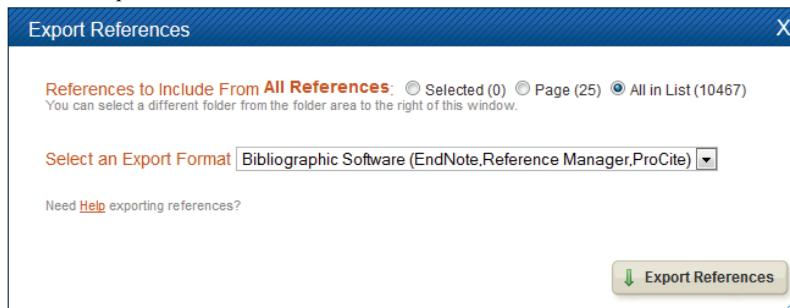 Export References X
References to Include From All References: Selected (0) Page (25) All in List (10467)
You can select a different folder from the folder area to the right of this window.
Select an Export Format Bibliographic Software (EndNote,Reference Manager,ProCite)
Need Help exporting references?
Export References